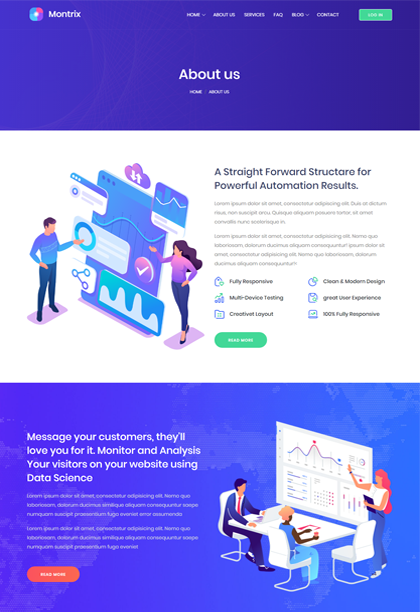 Montrix
HOME ABOUT US SERVICES FAQ BLOG CONTACT LOG IN
About us
HOME / ABOUT US
A Straight Forward Structare for
Powerful Automation Results.
Lorem ipsum dolor sit amet, consectetur adipiscing elit. Duis at dictum
risus, non suscipit arcu. Quisque aliquam posuere tortor, sit amet
convallis nunc scelerisque in.
Lorem ipsum dolor sit amet, consectetur adipiscing elit. Nemo quo
laboriosam, dolorum ducimus aliquam consequuntur! ipsum dolor sit
amet, consectetur adipiscing elit. Nemo quo laboriosam, dolorum
ducimus aliquam consequuntur!
Fully Responsive
Clean & Modern Design
Multi-Device Testing
great User Experience
Creativet Layout
100% Fully Responsive
READ MORE
Message your customers, they'll
love you for it. Monitor and Analysis
Your visitors on your website using
Data Science
Lorem ipsum dolor sit amet, consectetur adipisicing elit. Nemo quo
laboriosam, dolorum ducimus aliquam consequuntur isque saepe
numquam suscipit praesentium fuga eveniet error assumenda
Lorem ipsum dolor sit amet, consectetur adipisicing elit. Nemo quo
laboriosam, dolorum ducimus aliquam consequuntur isque saepe
numquam suscipit praesentium fuga eveniet
READ MORE